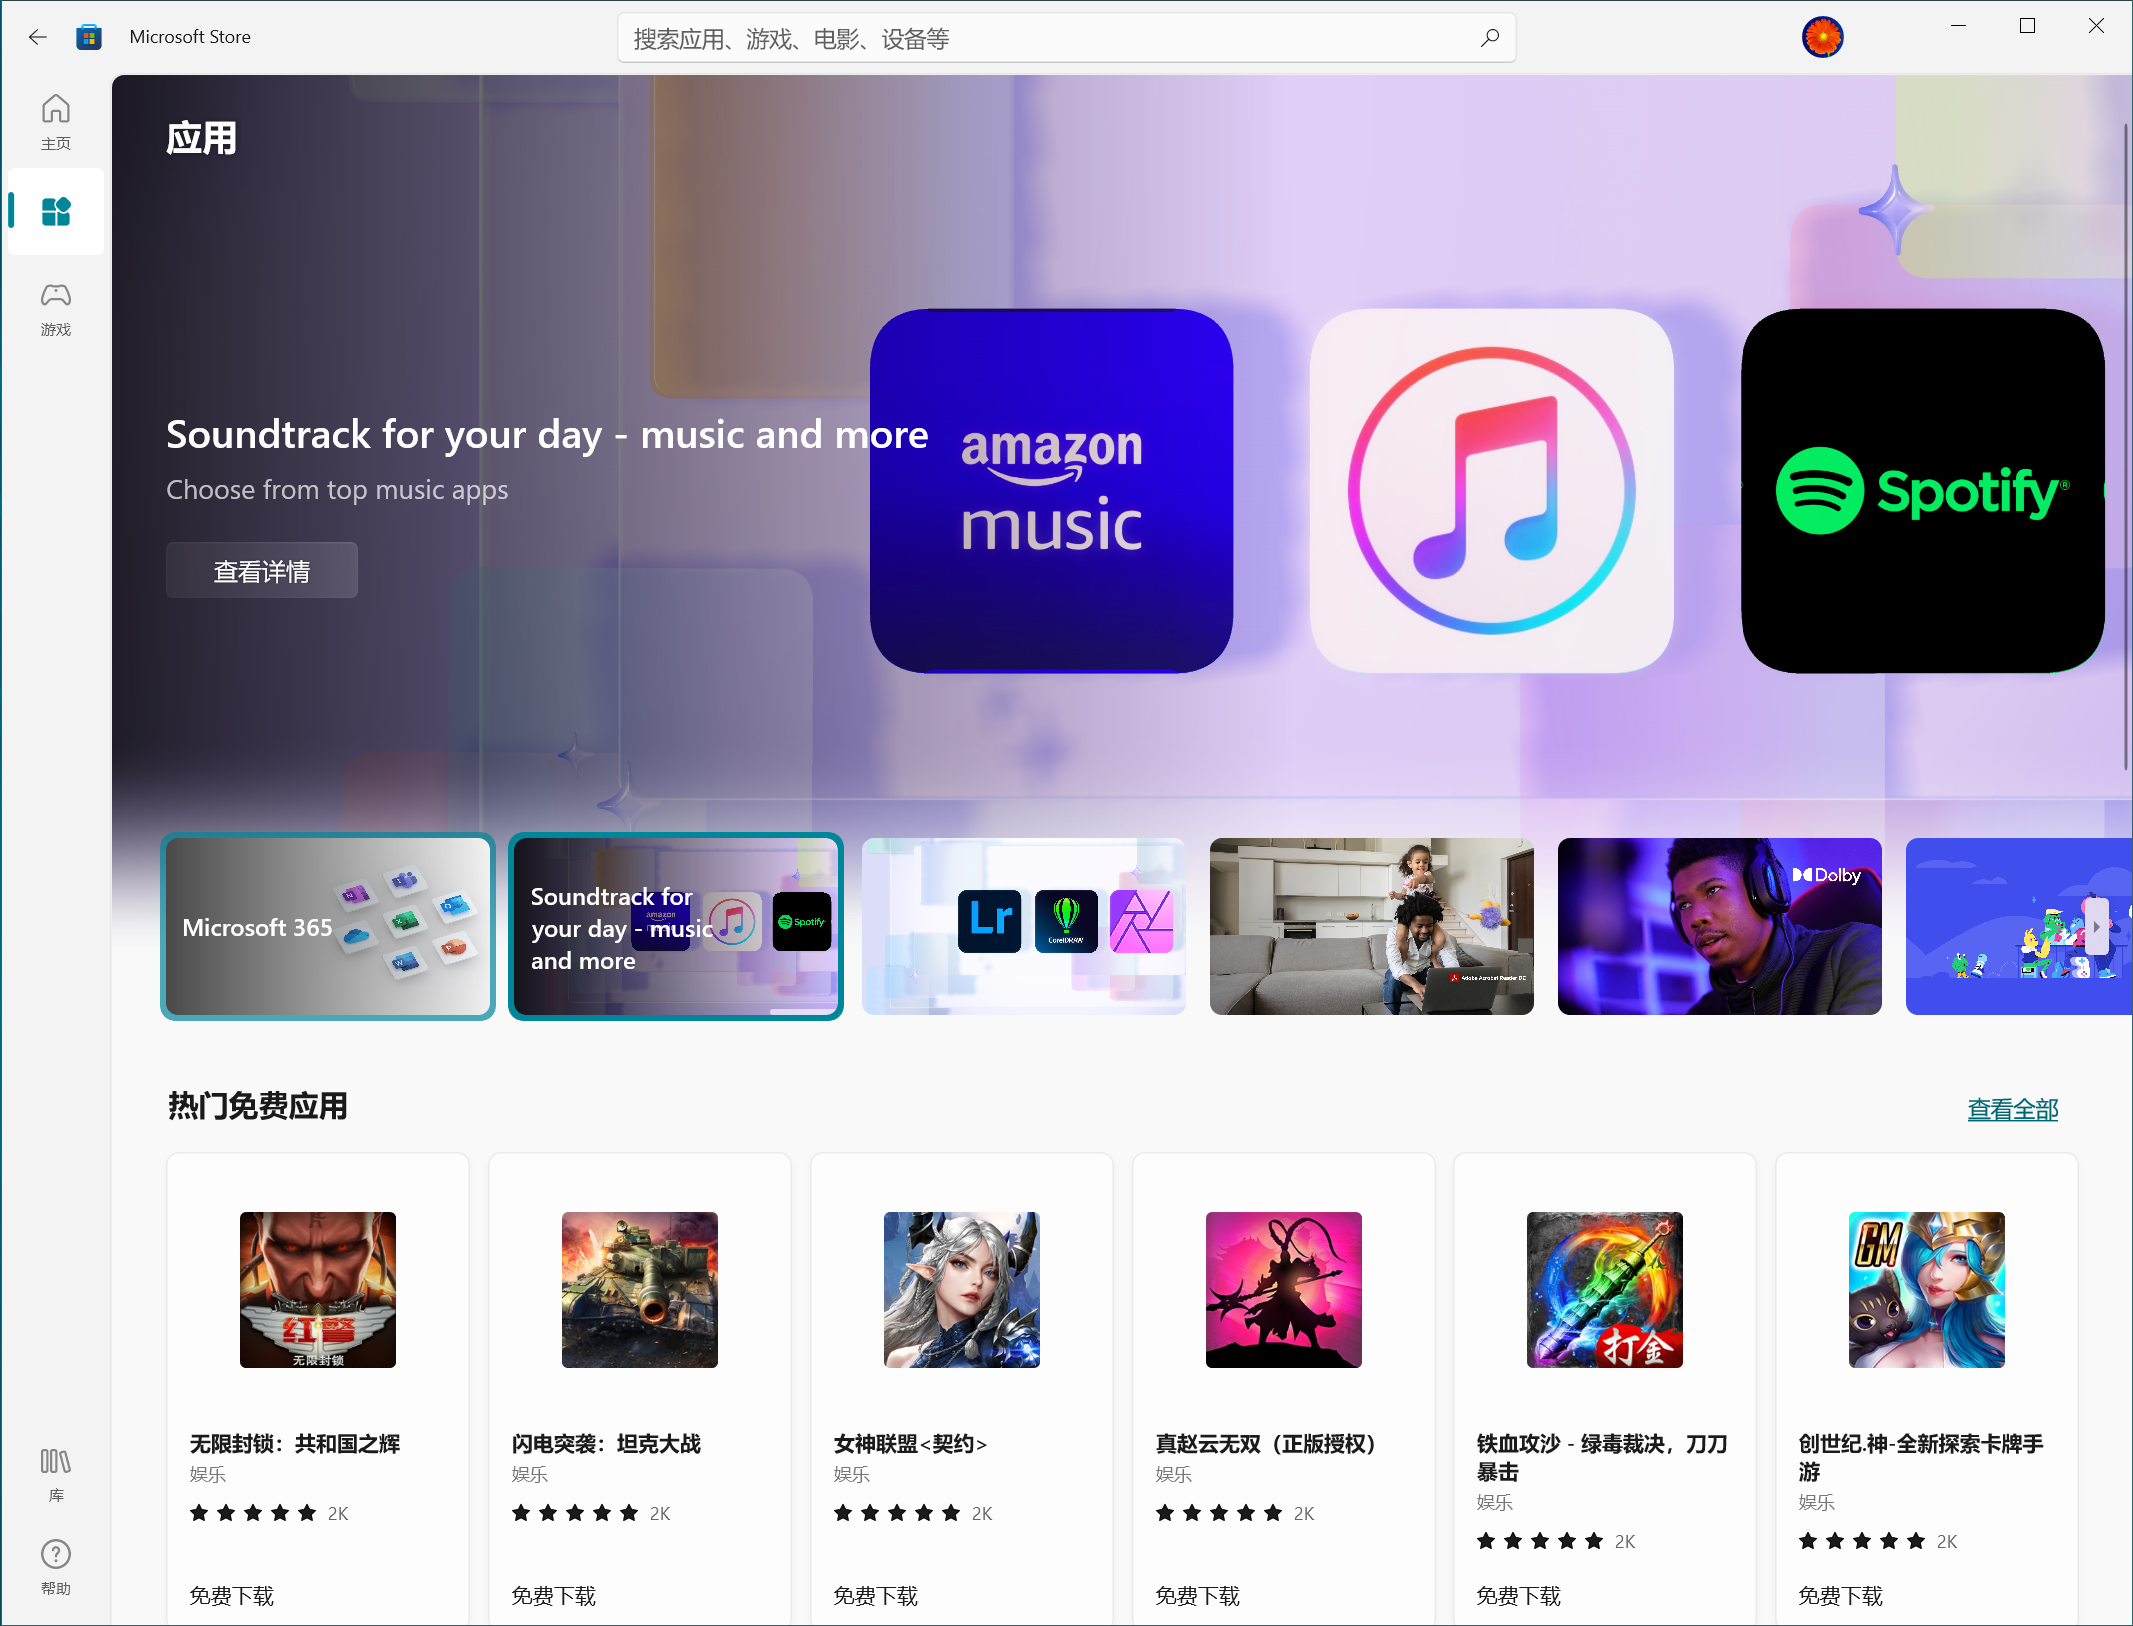 Microsoft Store
搜索应用、游戏、电影、设备等
主页
游戏
库
帮助
应用
Soundtrack for your day - music and more
Choose from top music apps
查看详情
amazon
music
Spotify®
Microsoft 365
Soundtrack for
your day - music
and more
amazon
Spotify
Lr
CorelDRAW
Adobe Acrobat Reader DC
Dolby
热门免费应用
查看全部
红警
无限封锁
无限封锁：共和国之辉
娱乐
2K
免费下载
闪电突袭：坦克大战
娱乐
2K
免费下载
女神联盟<契约>
娱乐
2K
免费下载
真赵云无双（正版授权）
娱乐
2K
免费下载
打金
铁血攻沙 - 绿毒裁决，刀刀
暴击
娱乐
2K
免费下载
GM
创世纪.神-全新探索卡牌手
游
娱乐
2K
免费下载